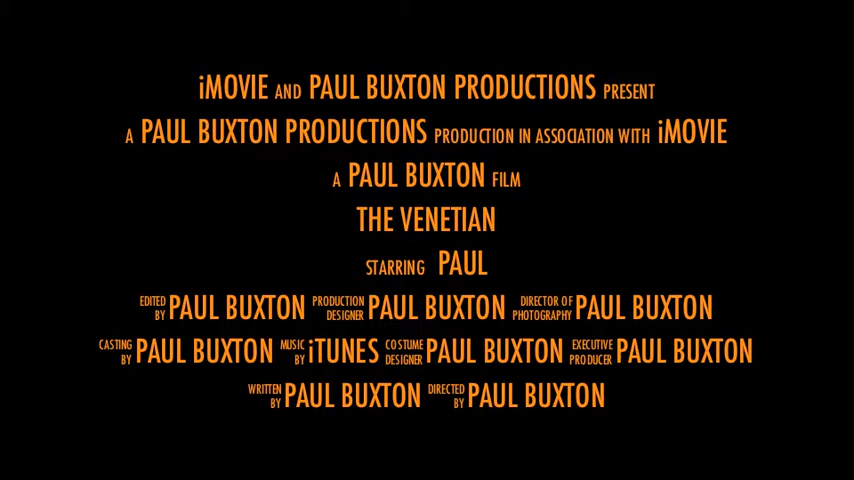 iMOVIE AND PAUL BUXTON PRODUCTIONS PRESENT
A PAUL BUXTON PRODUCTIONS PRODUCTION IN ASSOCIATION WITH iMOVIE
A PAUL BUXTON FILM
THE VENETIAN
STARRING PAUL
EDITED BY PAUL BUXTON PRODUCTION DESIGNER PAUL BUXTON DIRECTOR OF PHOTOGRAPHY PAUL BUXTON
CASTING BY PAUL BUXTON MUSIC BY iTUNES COSTUME DESIGNER PAUL BUXTON EXECUTIVE PRODUCER PAUL BUXTON
WRITTEN BY PAUL BUXTON DIRECTED BY PAUL BUXTON